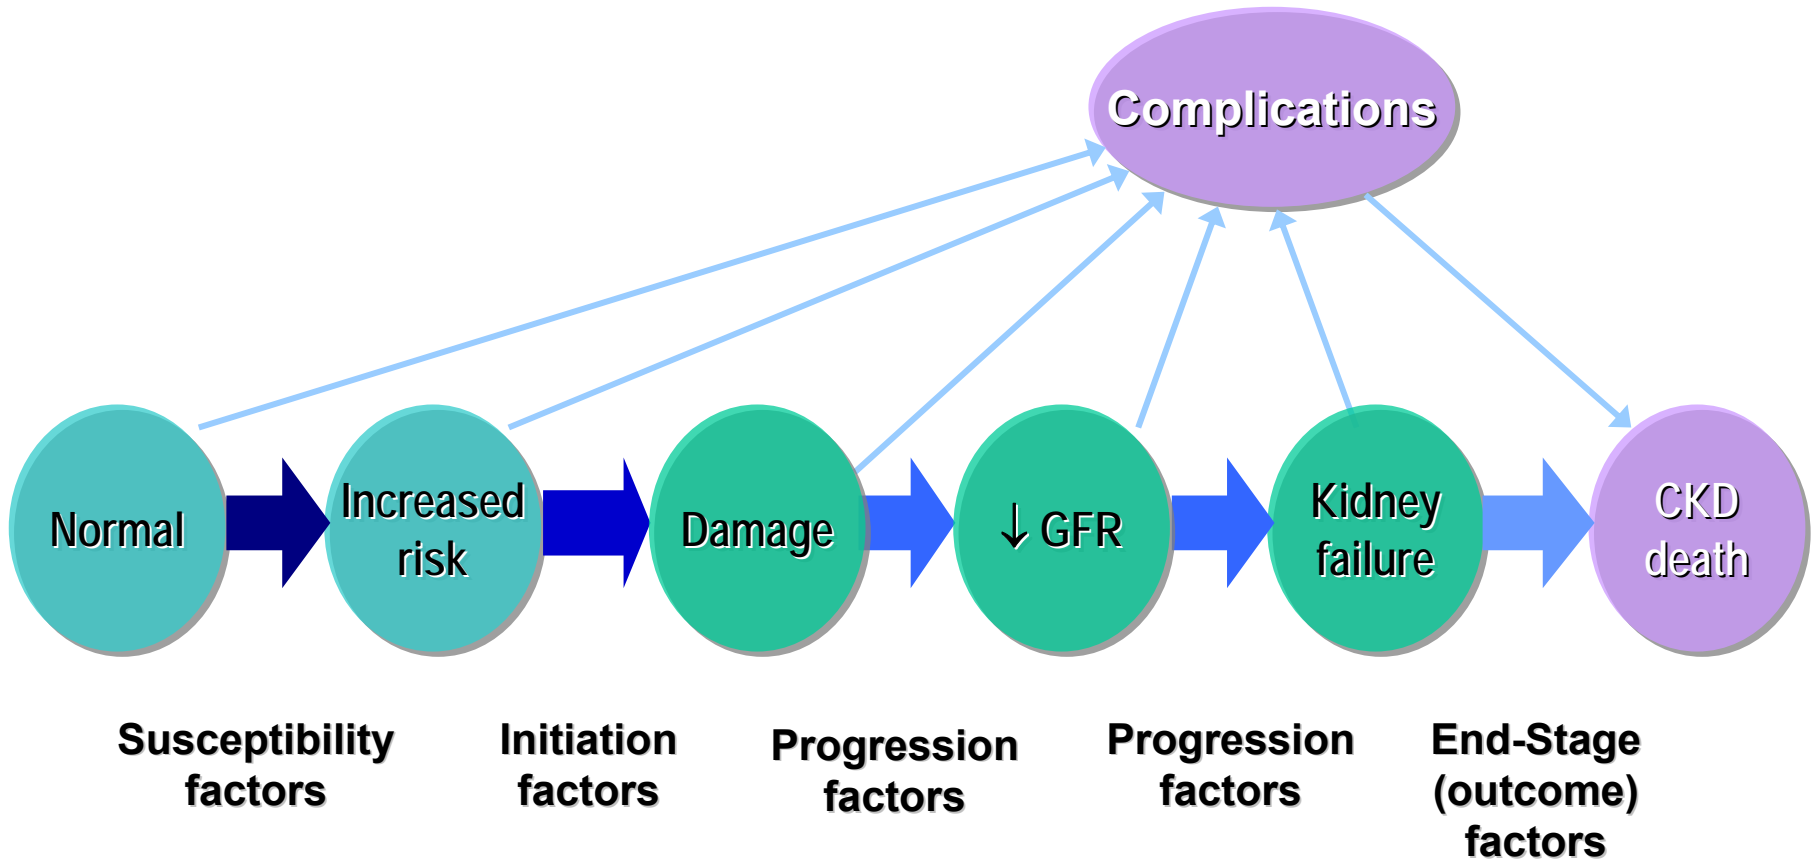 Complications
Normal
Increased
risk
Damage
↓ GFR
Kidney
failure
CKD
death
Susceptibility
factors
Initiation
factors
Progression
factors
Progression
factors
End-Stage
(outcome)
factors